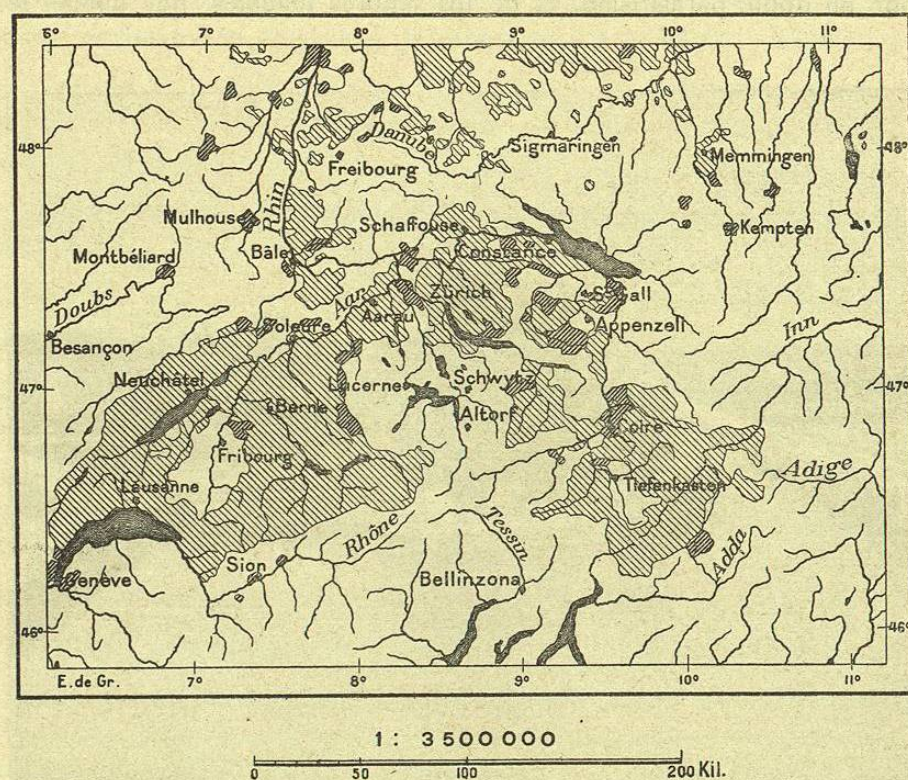 6° 7° 8° 9° 10° 11°
48° Danube Sigmaringen Memmingen 48°
Freibourg
Rhin
Mulhouse Schaffouse Kempten
Montbéliard Bâle Constance
Doubs Aar Zürich St Gall
Aarau Appenzell Inn
Besançon Soleure
47° Neuchâtel Lucerne Schwytz 47°
Berne Altorf
Fribourg Coire
Lausanne Tiefenkasten Adige
Rhône Tessin
Sion Adda
Genève Bellinzona
46° 46°
E. de Gr. 7° 8° 9° 10° 11°
1: 3500000
0 50 100 200 Kil.